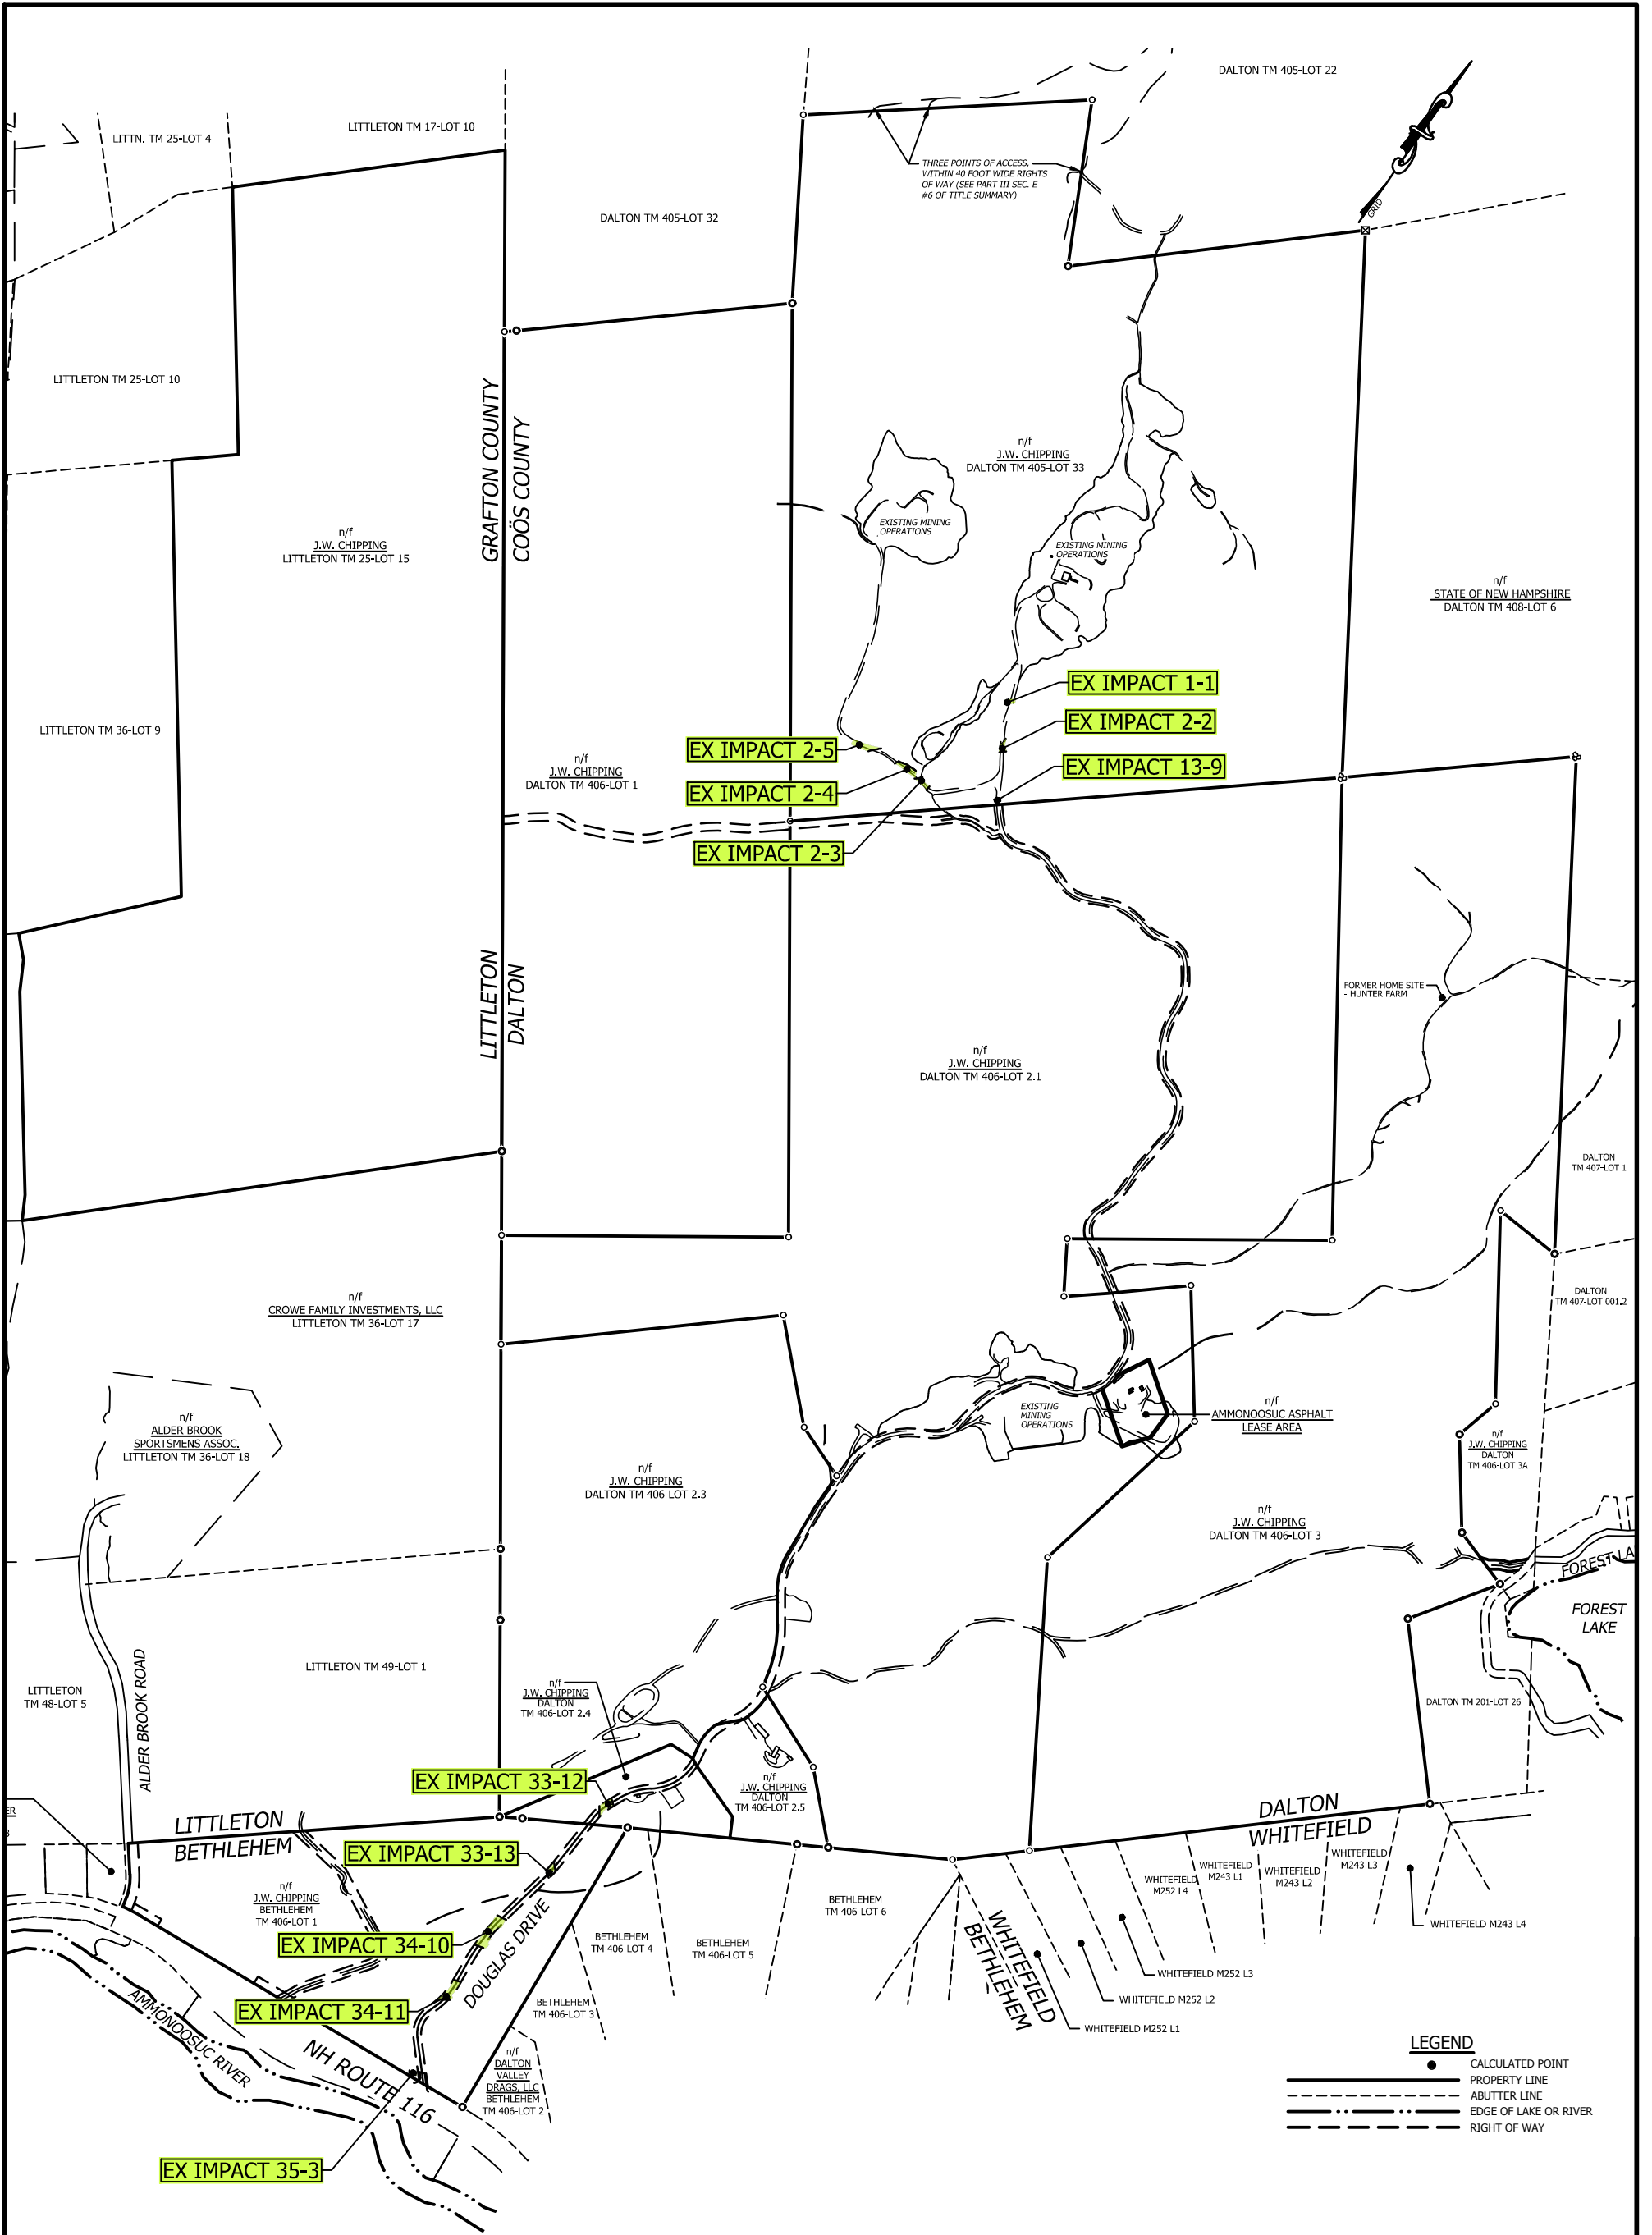 DALTON TM 405-LOT 22
LITTLETON TM 17-LOT 10
LITTN. TM 25-LOT 4
THREE POINTS OF ACCESS,
WITHIN 40 FOOT WIDE RIGHTS
OF WAY (SEE PART III SEC. E
#6 OF TITLE SUMMARY)
GRID
DALTON TM 405-LOT 32
LITTLETON TM 25-LOT 10
GRAFTON COUNTY
COÖS COUNTY
n/f
J.W. CHIPPING
DALTON TM 405-LOT 33
EXISTING MINING
OPERATIONS
EXISTING MINING
OPERATIONS
n/f
J.W. CHIPPING
LITTLETON TM 25-LOT 15
n/f
STATE OF NEW HAMPSHIRE
DALTON TM 408-LOT 6
EX IMPACT 1-1
EX IMPACT 2-2
LITTLETON TM 36-LOT 9
EX IMPACT 2-5
EX IMPACT 13-9
n/f
J.W. CHIPPING
DALTON TM 406-LOT 1
EX IMPACT 2-4
EX IMPACT 2-3
LITTLETON
DALTON
FORMER HOME SITE
- HUNTER FARM
n/f
J.W. CHIPPING
DALTON TM 406-LOT 2.1
DALTON
TM 407-LOT 1
n/f
CROWE FAMILY INVESTMENTS, LLC
LITTLETON TM 36-LOT 17
DALTON
TM 407-LOT 001.2
n/f
ALDER BROOK
SPORTSMENS ASSOC.
LITTLETON TM 36-LOT 18
EXISTING
MINING
OPERATIONS
n/f
AMMONOOSUC ASPHALT
LEASE AREA
n/f
J.W. CHIPPING
DALTON
TM 406-LOT 3A
n/f
J.W. CHIPPING
DALTON TM 406-LOT 2.3
n/f
J.W. CHIPPING
DALTON TM 406-LOT 3
FOREST LA
FOREST
LAKE
LITTLETON TM 49-LOT 1
LITTLETON
TM 48-LOT 5
ALDER BROOK ROAD
n/f
J.W. CHIPPING
DALTON
TM 406-LOT 2.4
DALTON TM 201-LOT 26
EX IMPACT 33-12
n/f
J.W. CHIPPING
DALTON
TM 406-LOT 2.5
ER
LITTLETON
BETHLEHEM
DALTON
WHITEFIELD
EX IMPACT 33-13
WHITEFIELD
M243 L3
WHITEFIELD
M243 L1
WHITEFIELD
M243 L2
WHITEFIELD
M252 L4
n/f
J.W. CHIPPING
BETHLEHEM
TM 406-LOT 1
BETHLEHEM
TM 406-LOT 6
WHITEFIELD M243 L4
EX IMPACT 34-10
BETHLEHEM
TM 406-LOT 4
BETHLEHEM
TM 406-LOT 5
WHITEFIELD
BETHLEHEM
DOUGLAS DRIVE
WHITEFIELD M252 L3
WHITEFIELD M252 L2
WHITEFIELD M252 L1
EX IMPACT 34-11
BETHLEHEM
TM 406-LOT 3
AMMONOOSUC RIVER
NH ROUTE 116
n/f
DALTON
VALLEY
DRAGS, LLC
BETHLEHEM
TM 406-LOT 2
EX IMPACT 35-3
LEGEND
CALCULATED POINT
PROPERTY LINE
ABUTTER LINE
EDGE OF LAKE OR RIVER
RIGHT OF WAY